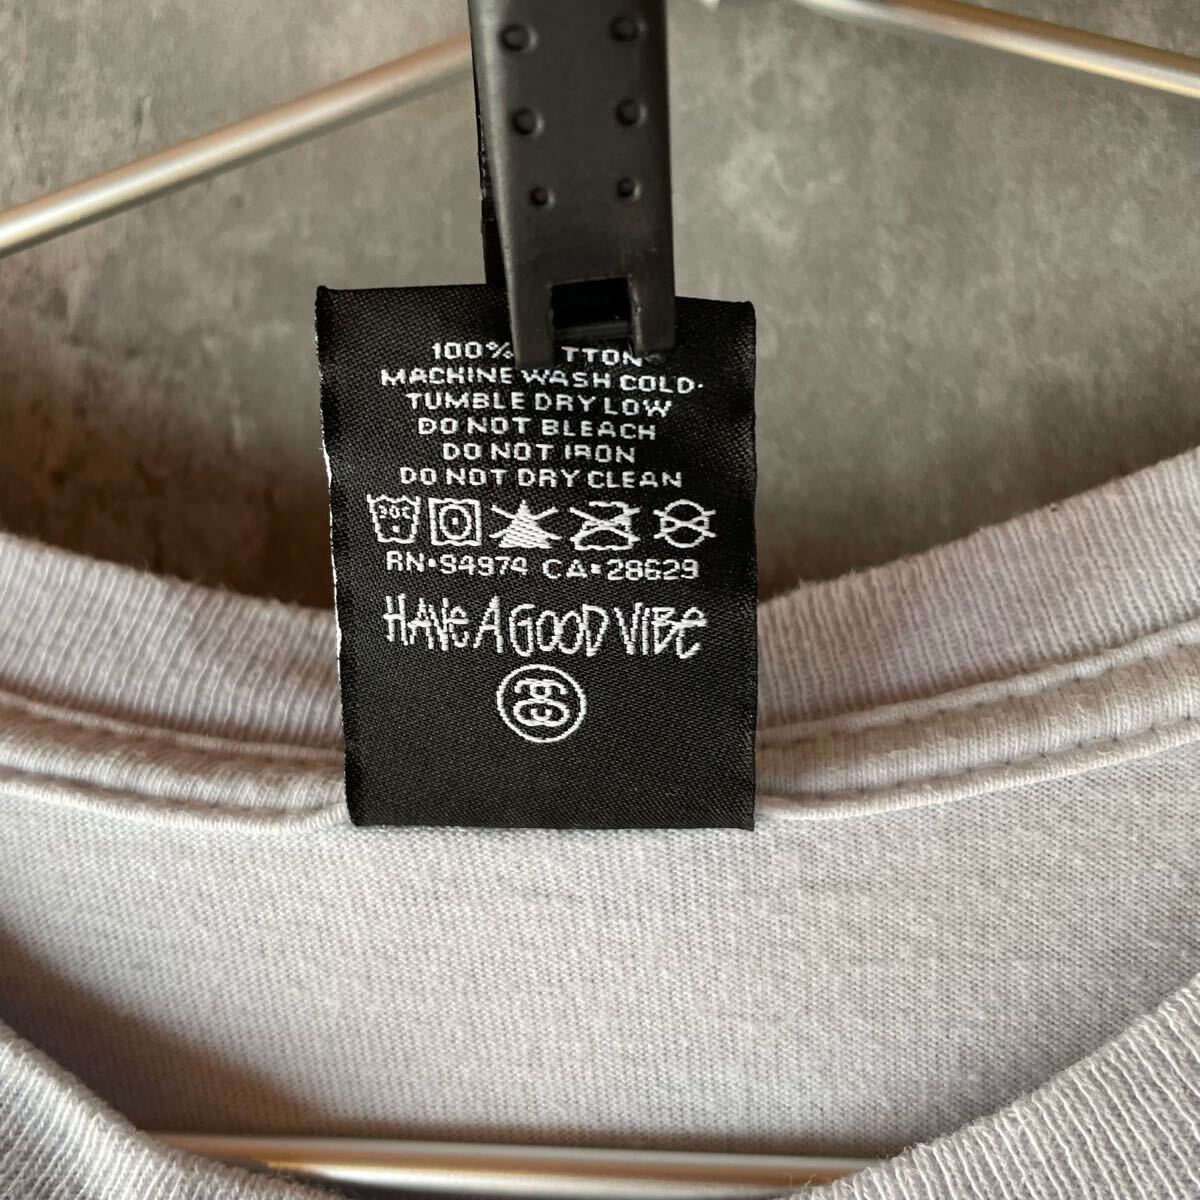 100% TTON
MACHINE WASH COLD
TUMBLE DRY LOW
DO NOT BLEACH
DO NOT IRON
DO NOT DRY CLEAN
30C
RN•94974 CA•28629
HAVE A GOOD VIBE